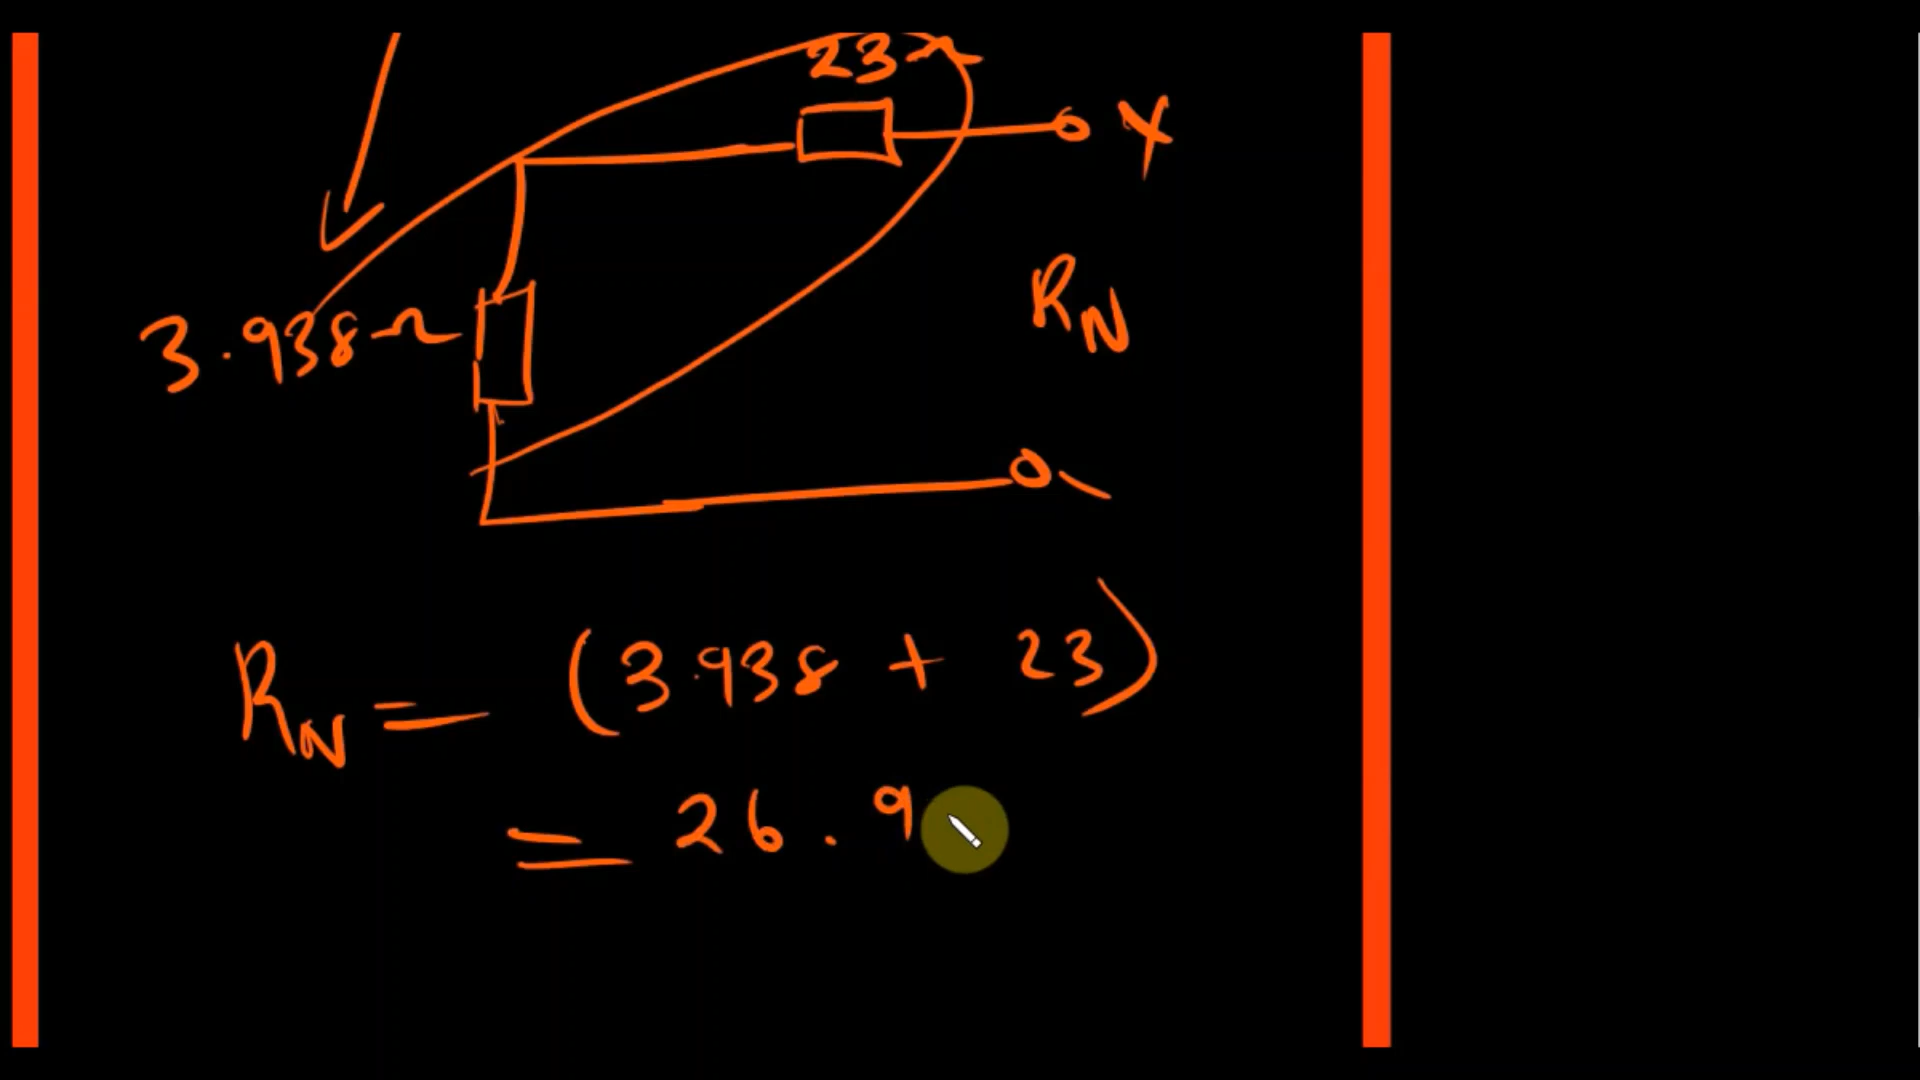 23Ω
X
3.938Ω
R_N
R_N = (3.938 + 23)
= 26.9